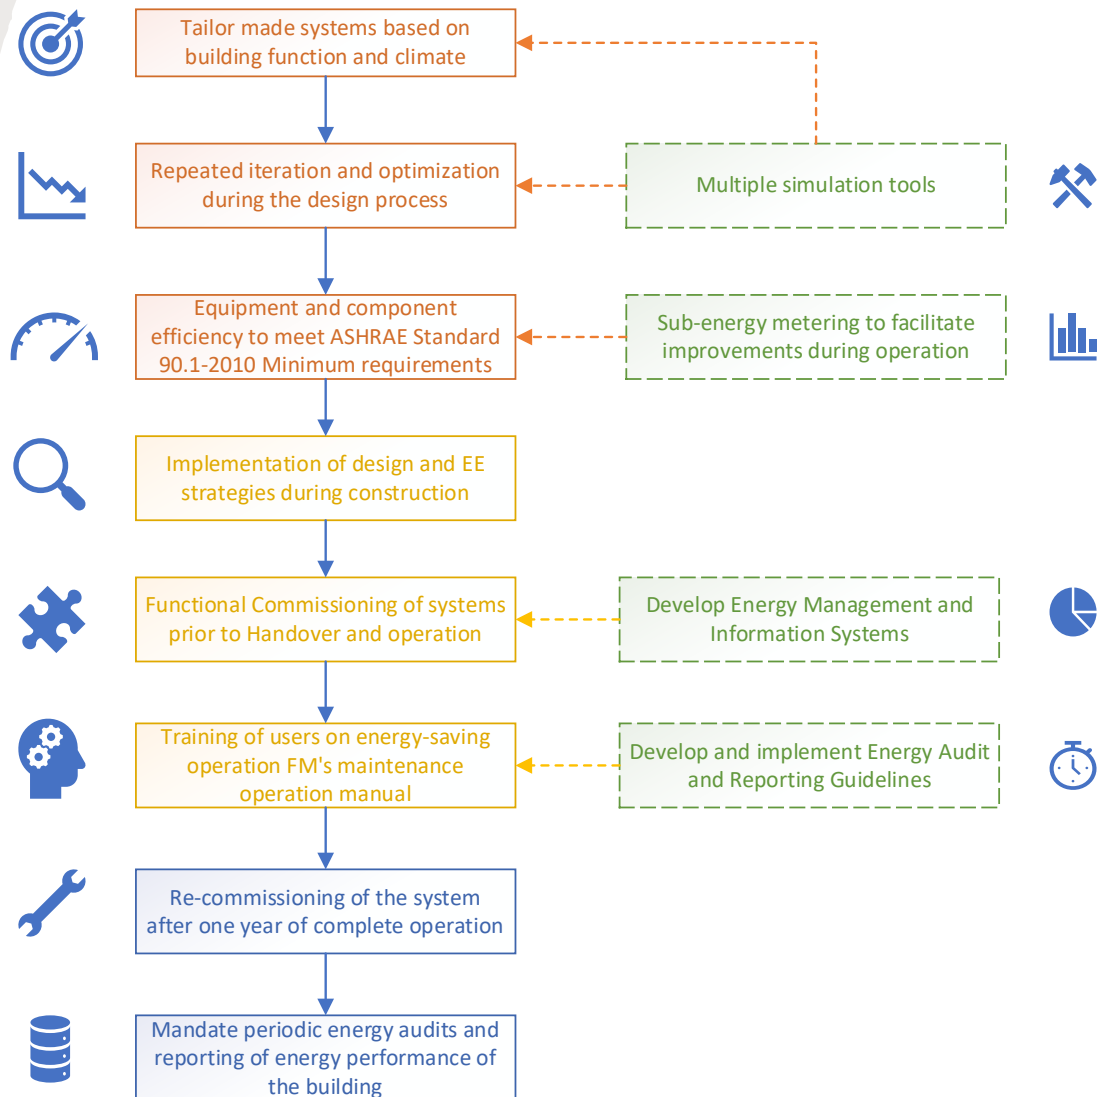 Tailor made systems based on
building function and climate
Repeated iteration and optimization
during the design process
Multiple simulation tools
Equipment and component
efficiency to meet ASHRAE Standard
90.1-2010 Minimum requirements
Sub-energy metering to facilitate
improvements during operation
Implementation of design and EE
strategies during construction
Functional Commissioning of systems
prior to Handover and operation
Develop Energy Management and
Information Systems
Training of users on energy-saving
operation FM's maintenance
operation manual
Develop and implement Energy Audit
and Reporting Guidelines
Re-commissioning of the system
after one year of complete operation
Mandate periodic energy audits and
reporting of energy performance of
the building